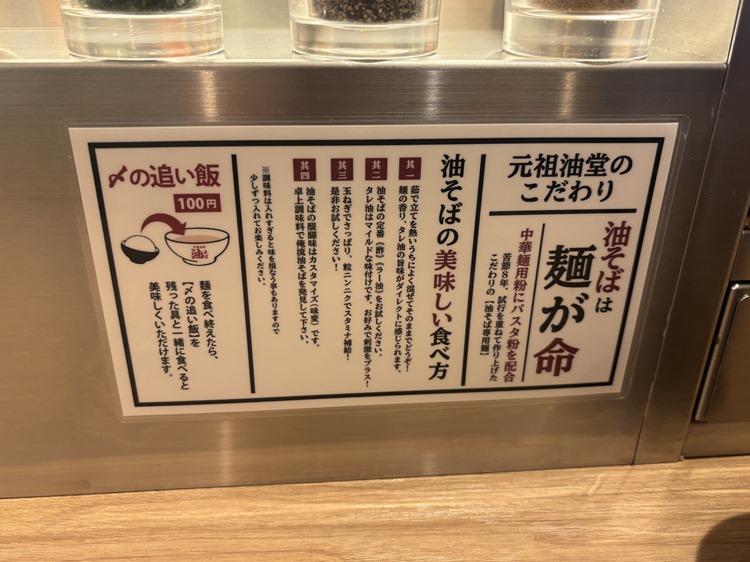 元祖油堂の
こだわり
油そばは
麺が命
中華麺用粉にパスタ粉を配合
苦節8年、試行を重ねて作り上げた
こだわりの【油そば専用麺】
油そばの美味しい食べ方
其一
茹で立てを熱いうちによく混ぜてそのままでどうぞ！
麺の香り、タレ油の旨味がダイレクトに感じられます。
其二
油そばの定番《酢》《ラー油》をお試しください。
タレ油はマイルドな味付けです。お好みで刺激をプラス！
其三
玉ねぎでさっぱり、粒ニンニクでスタミナ補給！
是非お試しください！
其四
油そばの醍醐味はカスタマイズ（味変）です。
卓上調味料で俺流油そばを発見して下さい。
※調味料は入れすぎると味を損なう事もありますので
少しずつ入れてお楽しみください。
〆の追い飯
100円
油
麺を食べ終えたら、
【〆の追い飯】を
残った具と一緒に食べると
美味しくいただけます。